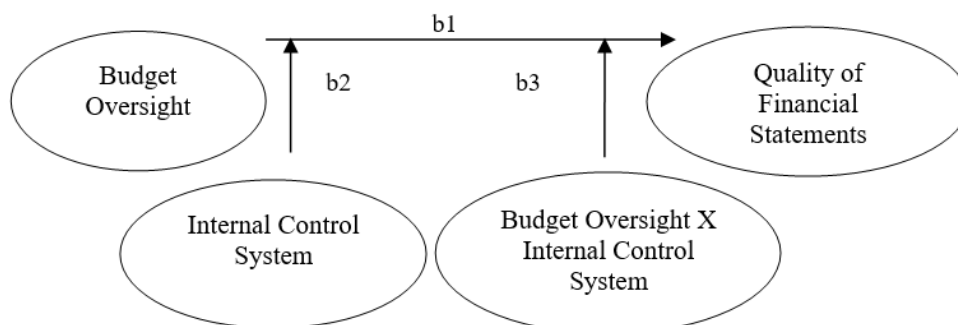 b1
Budget
Oversight
b2
b3
Quality of
Financial
Statements
Internal Control
System
Budget Oversight X
Internal Control
System